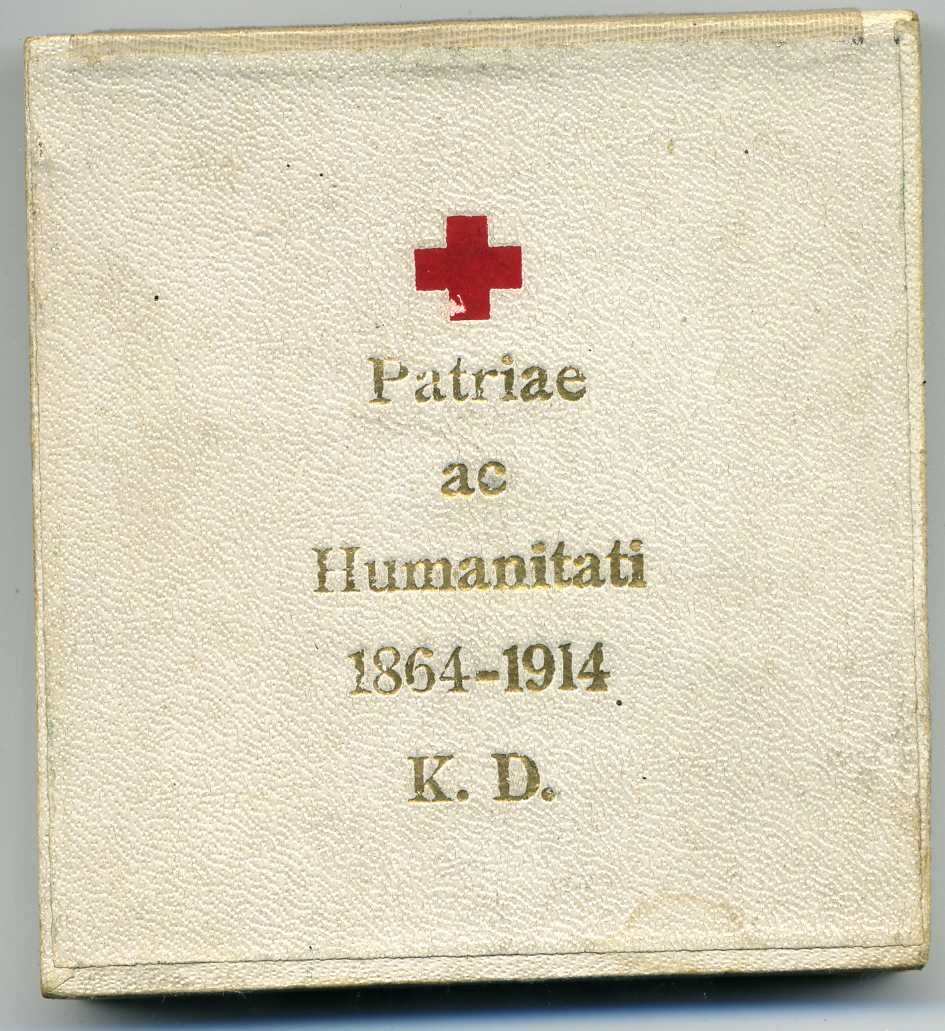 Patriae
ac
Humanitati
1864-1914
K. D.